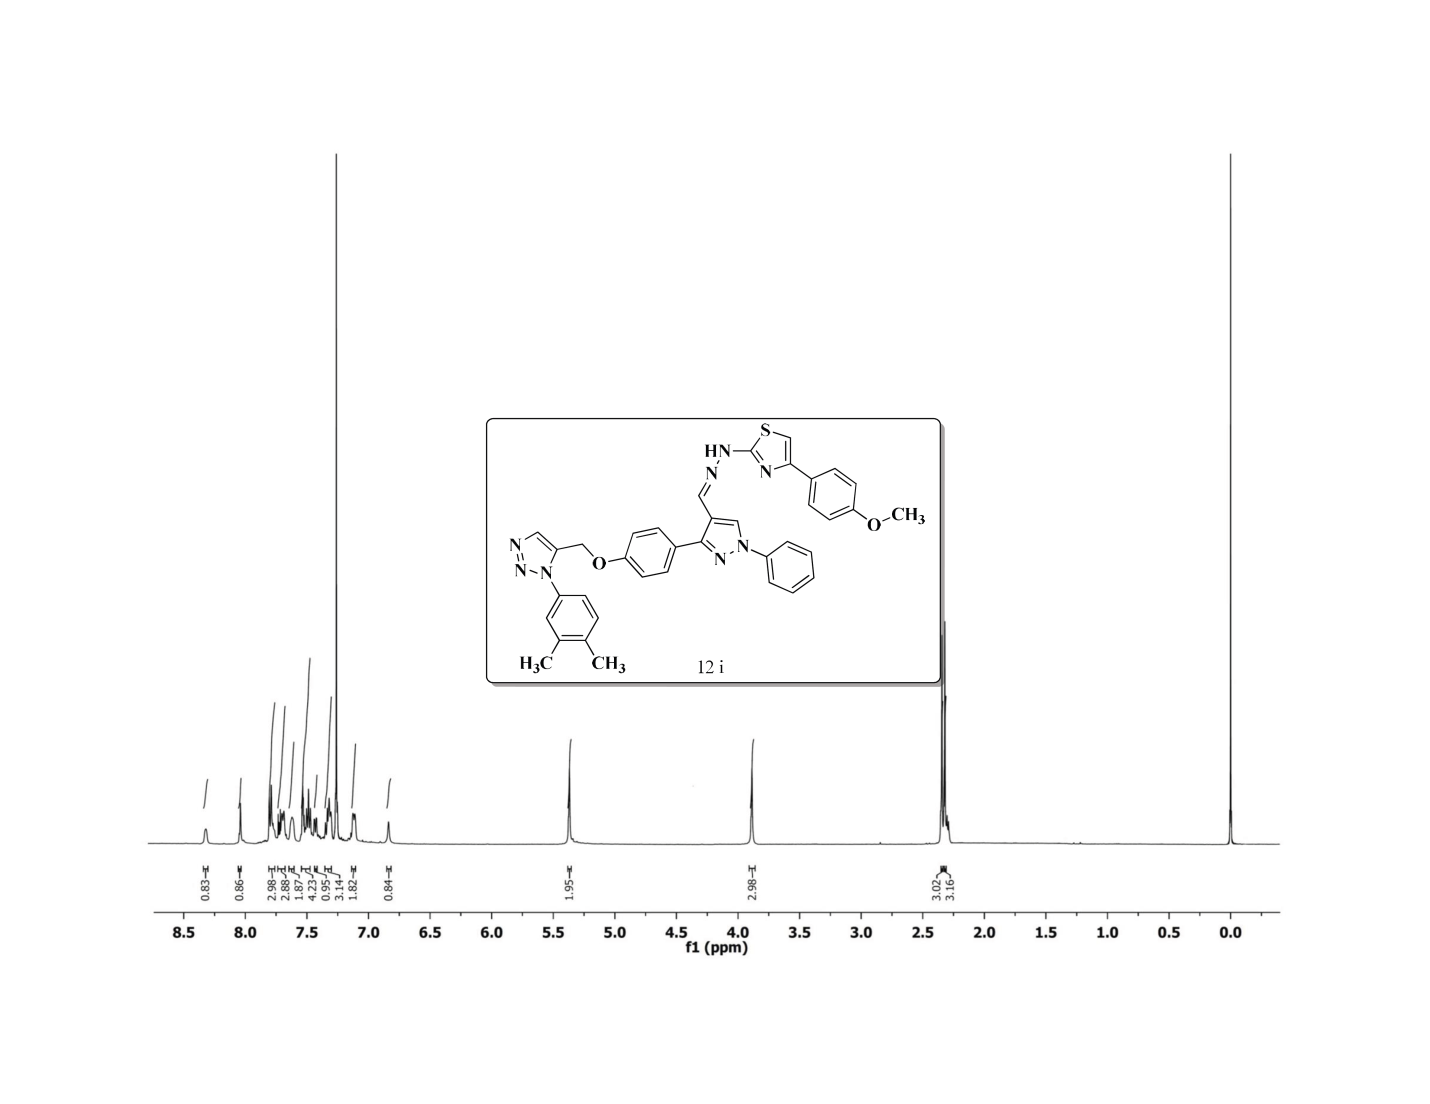 S
HN
N
N
O
CH3
N
N
N
O
N
N
H3C
CH3
12 i
0.83
0.86
2.98
2.88
1.87
4.23
0.95
3.14
1.82
0.84
1.95
2.98
3.02
3.16
8.5 8.0 7.5 7.0 6.5 6.0 5.5 5.0 4.5 4.0 3.5 3.0 2.5 2.0 1.5 1.0 0.5 0.0
f1 (ppm)